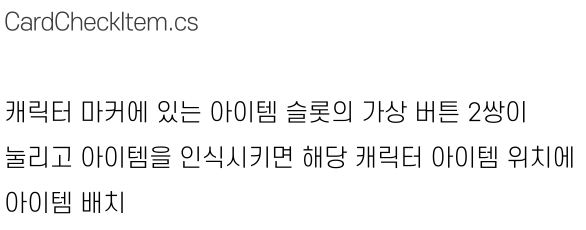 CardCheckItem.cs
캐릭터 마커에 있는 아이템 슬롯의 가상 버튼 2쌍이
눌리고 아이템을 인식시키면 해당 캐릭터 아이템 위치에
아이템 배치